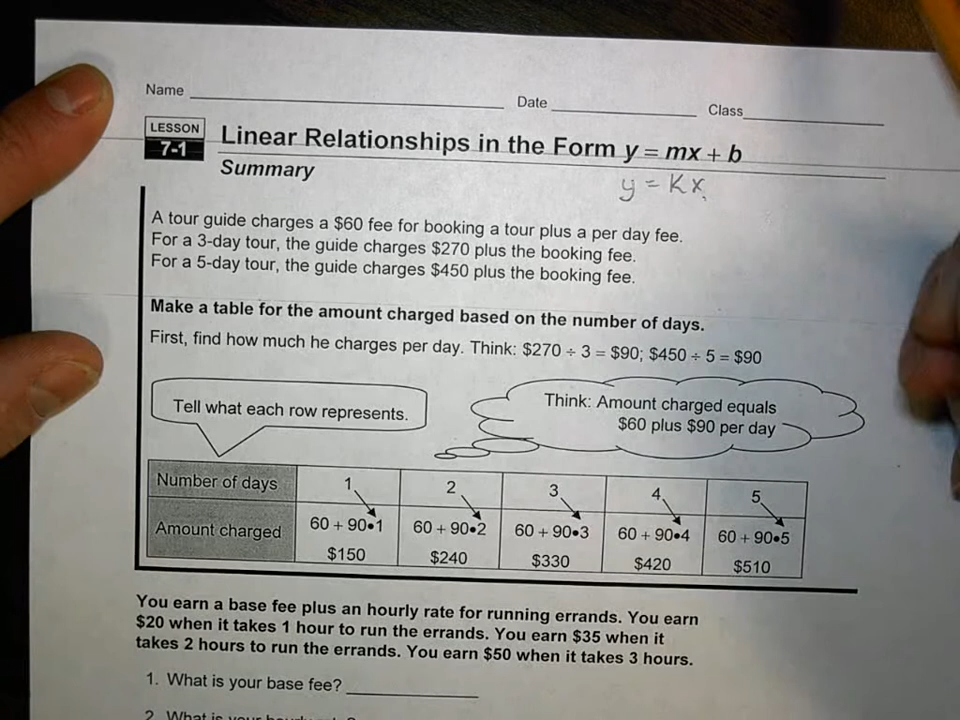 Name Date Class
LESSON
7-1
Linear Relationships in the Form y = mx + b
Summary
y = Kx
A tour guide charges a $60 fee for booking a tour plus a per day fee.
For a 3-day tour, the guide charges $270 plus the booking fee.
For a 5-day tour, the guide charges $450 plus the booking fee.
Make a table for the amount charged based on the number of days.
First, find how much he charges per day. Think: $270 ÷ 3 = $90; $450 ÷ 5 = $90
Tell what each row represents.
Think: Amount charged equals
$60 plus $90 per day
Number of days 1 2 3 4 5
Amount charged 60 + 90•1 60 + 90•2 60 + 90•3 60 + 90•4 60 + 90•5
$150 $240 $330 $420 $510
You earn a base fee plus an hourly rate for running errands. You earn
$20 when it takes 1 hour to run the errands. You earn $35 when it
takes 2 hours to run the errands. You earn $50 when it takes 3 hours.
1. What is your base fee?
2. What is your hourly